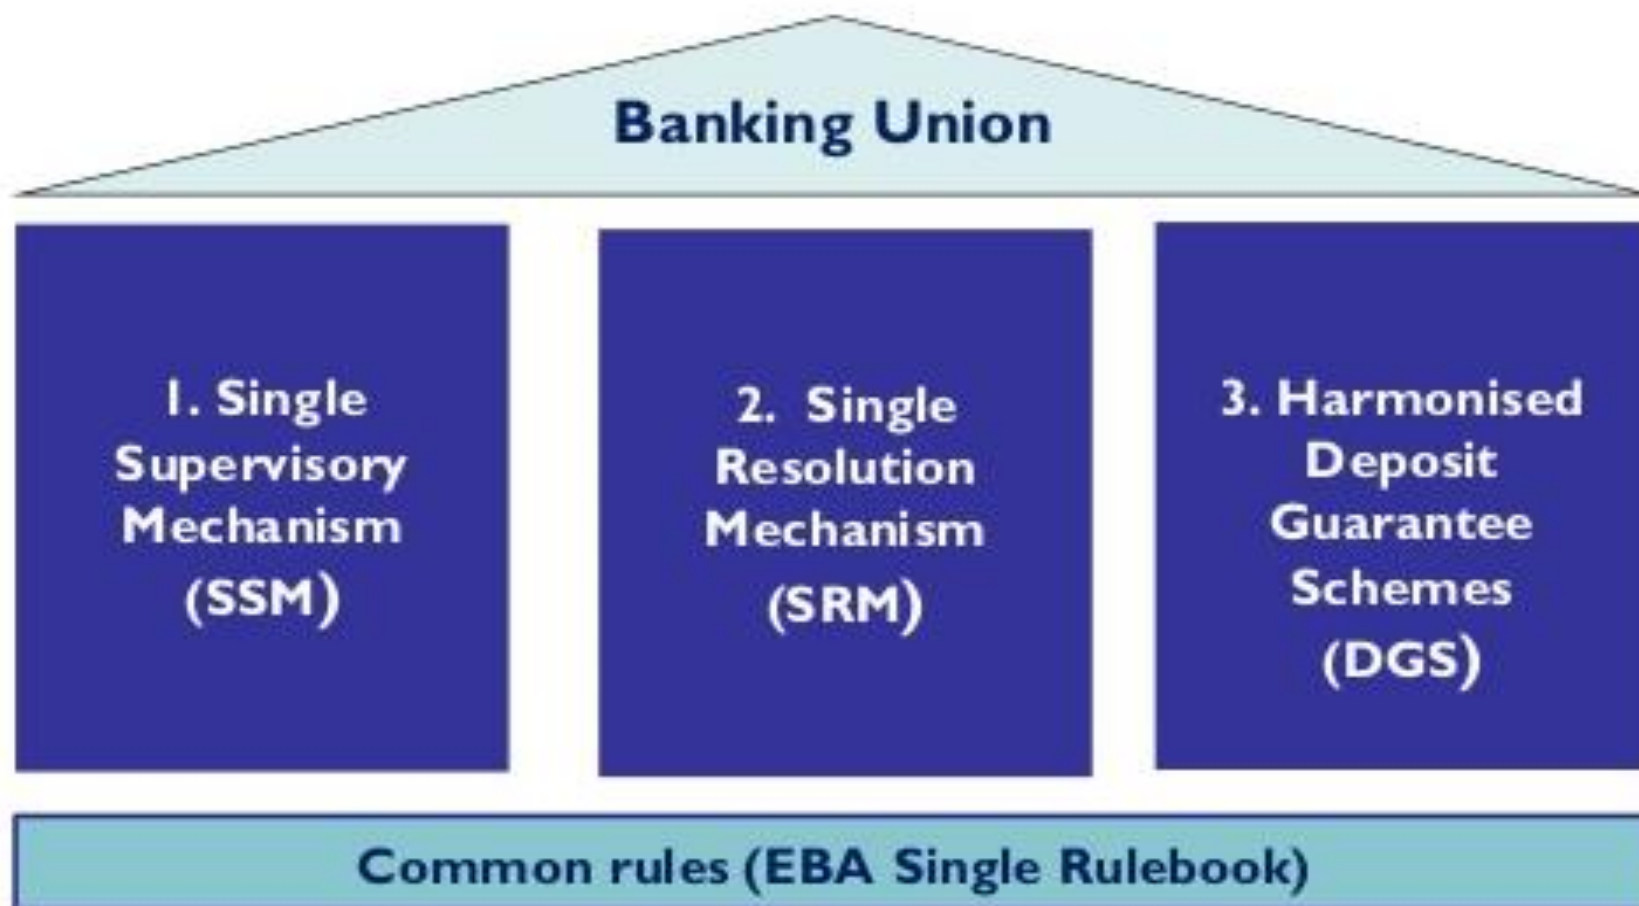 Banking Union
1. Single
Supervisory
Mechanism
(SSM)
2. Single
Resolution
Mechanism
(SRM)
3. Harmonised
Deposit
Guarantee
Schemes
(DGS)
Common rules (EBA Single Rulebook)